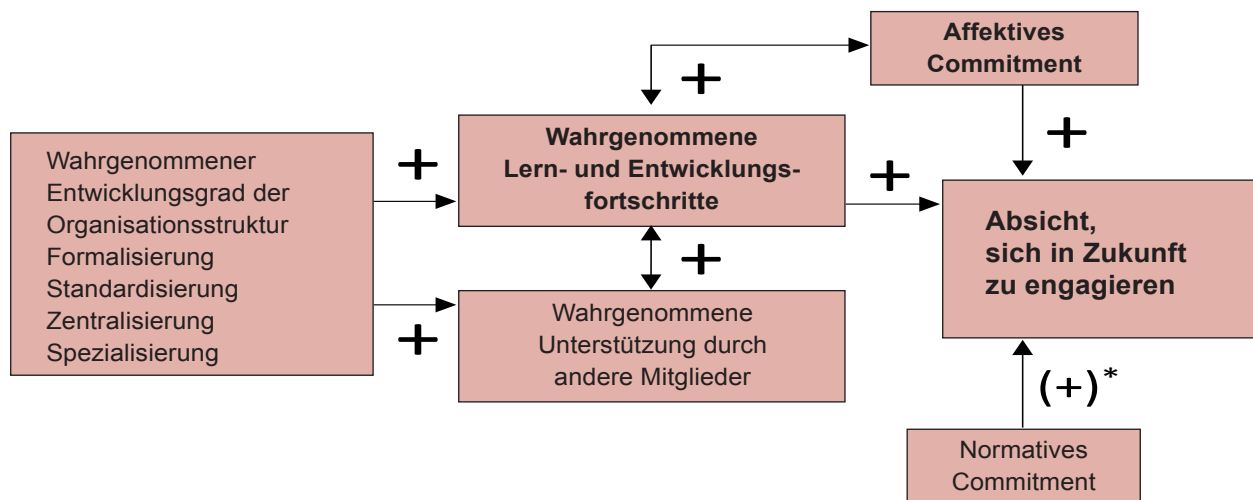 Affektives
Commitment
+
+
Wahrgenommener
Entwicklungsgrad der
Organisationsstruktur
Formalisierung
Standardisierung
Zentralisierung
Spezialisierung
+
+
Wahrgenommene
Lern- und Entwicklungs-
fortschritte
+
+
Wahrgenommene
Unterstützung durch
andere Mitglieder
Absicht,
sich in Zukunft
zu engagieren
(+)*
Normatives
Commitment